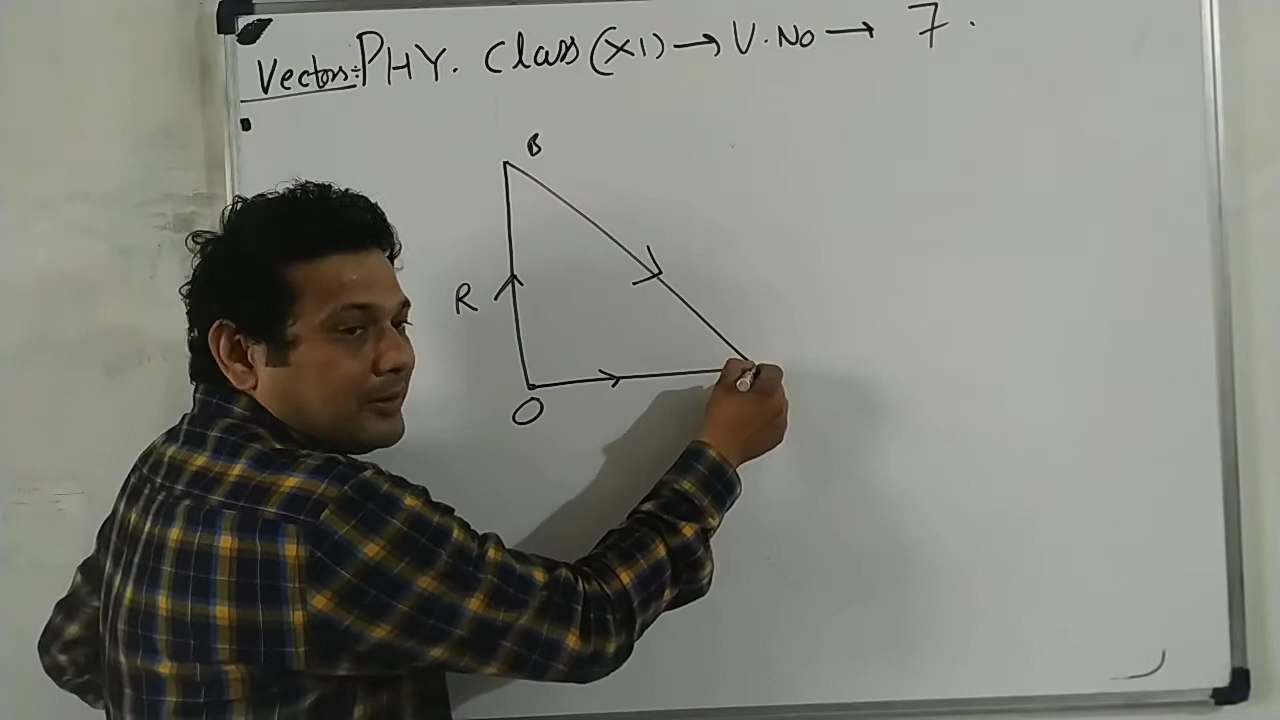 Vectors:- PHY. Class (XI) → V.No → 7.
B
R
O